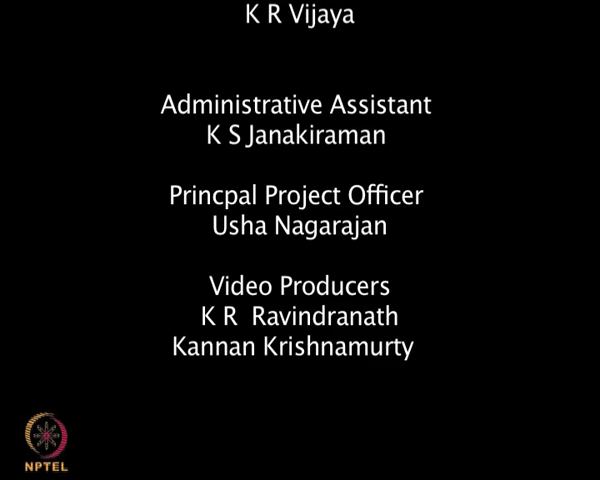 K R Vijaya
Administrative Assistant
K S Janakiraman
Princpal Project Officer
Usha Nagarajan
Video Producers
K R Ravindranath
Kannan Krishnamurty
NPTEL